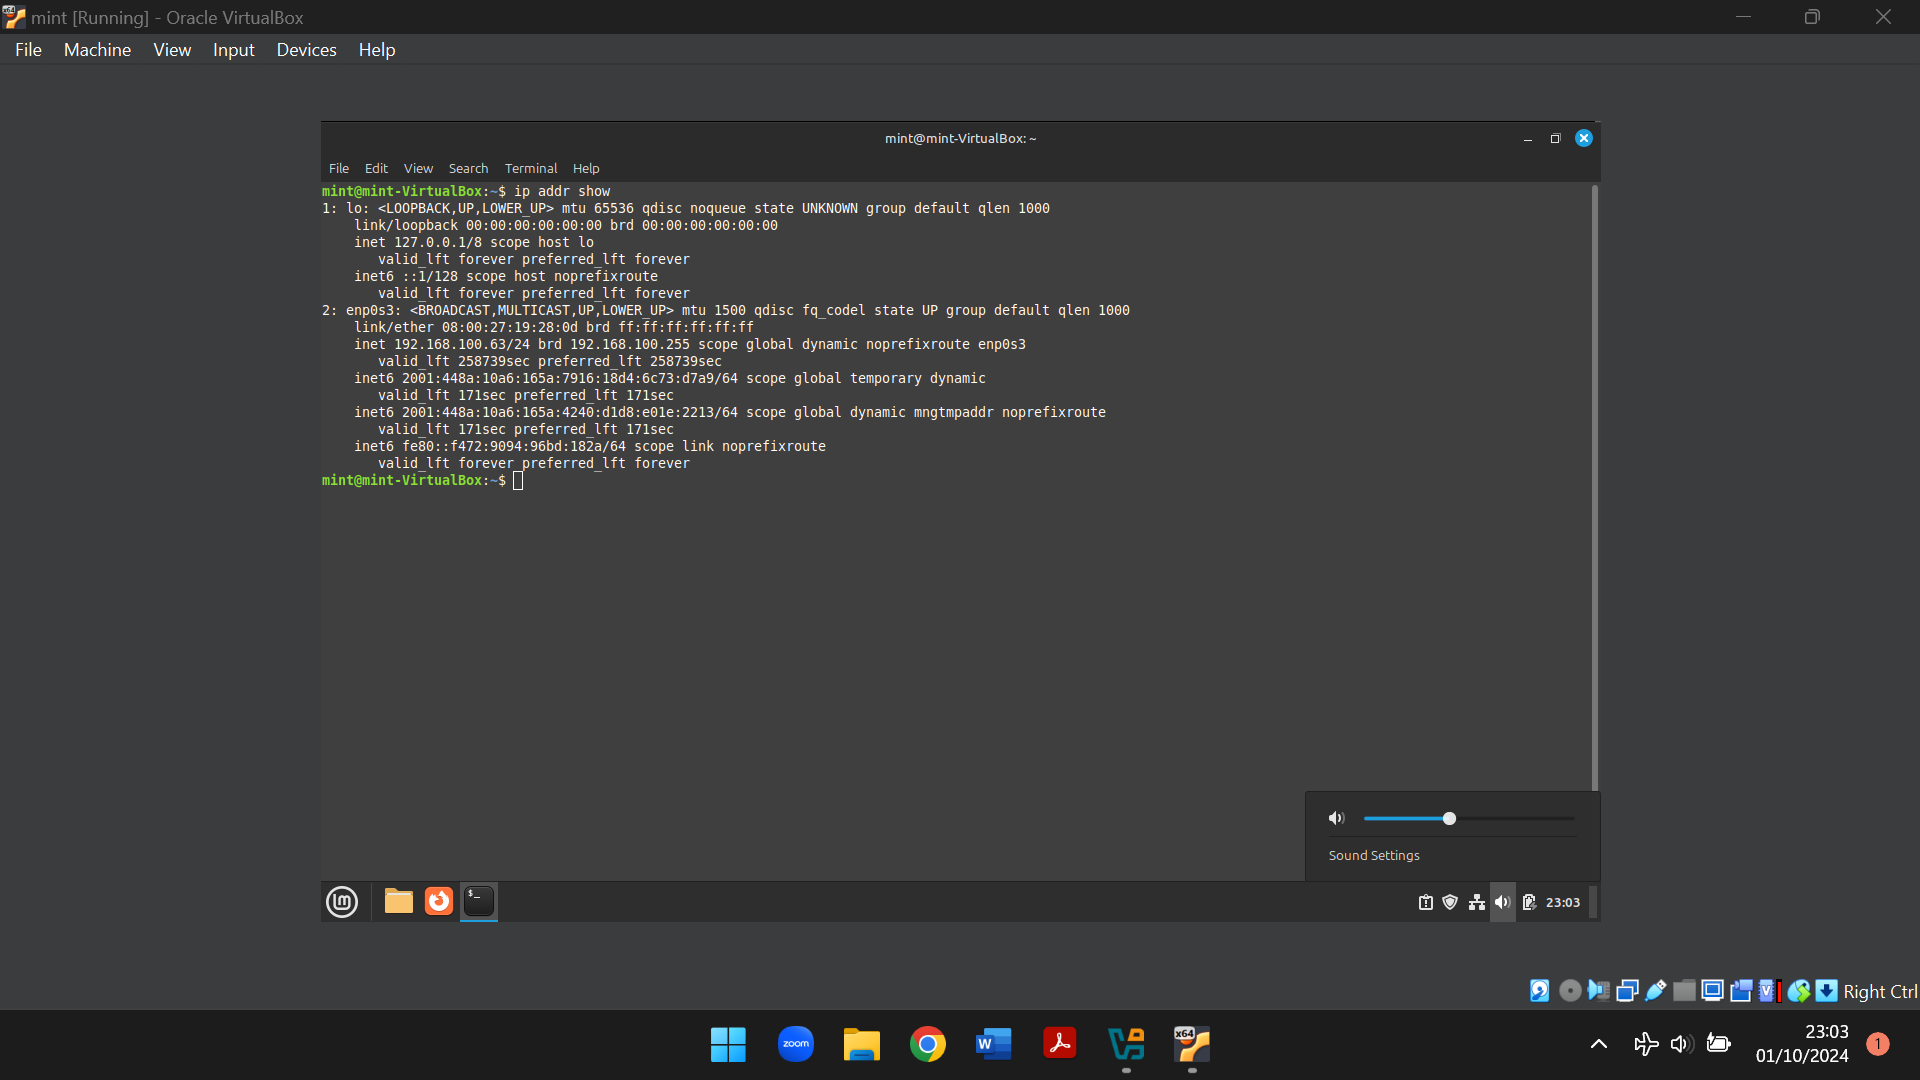 mint [Running] - Oracle VirtualBox
File Machine View Input Devices Help
mint@mint-VirtualBox: ~
File Edit View Search Terminal Help
mint@mint-VirtualBox:~$ ip addr show
1: lo: <LOOPBACK,UP,LOWER_UP> mtu 65536 qdisc noqueue state UNKNOWN group default qlen 1000
    link/loopback 00:00:00:00:00:00 brd 00:00:00:00:00:00
    inet 127.0.0.1/8 scope host lo
       valid_lft forever preferred_lft forever
    inet6 ::1/128 scope host noprefixroute
       valid_lft forever preferred_lft forever
2: enp0s3: <BROADCAST,MULTICAST,UP,LOWER_UP> mtu 1500 qdisc fq_codel state UP group default qlen 1000
    link/ether 08:00:27:19:28:0d brd ff:ff:ff:ff:ff:ff
    inet 192.168.100.63/24 brd 192.168.100.255 scope global dynamic noprefixroute enp0s3
       valid_lft 258739sec preferred_lft 258739sec
    inet6 2001:448a:10a6:165a:7916:18d4:6c73:d7a9/64 scope global temporary dynamic
       valid_lft 171sec preferred_lft 171sec
    inet6 2001:448a:10a6:165a:4240:d1d8:e01e:2213/64 scope global dynamic mngtmpaddr noprefixroute
       valid_lft 171sec preferred_lft 171sec
    inet6 fe80::f472:9094:96bd:182a/64 scope link noprefixroute
       valid_lft forever preferred_lft forever
mint@mint-VirtualBox:~$
Sound Settings
23:03
Right Ctrl
zoom
W
x64
23:03
01/10/2024
1